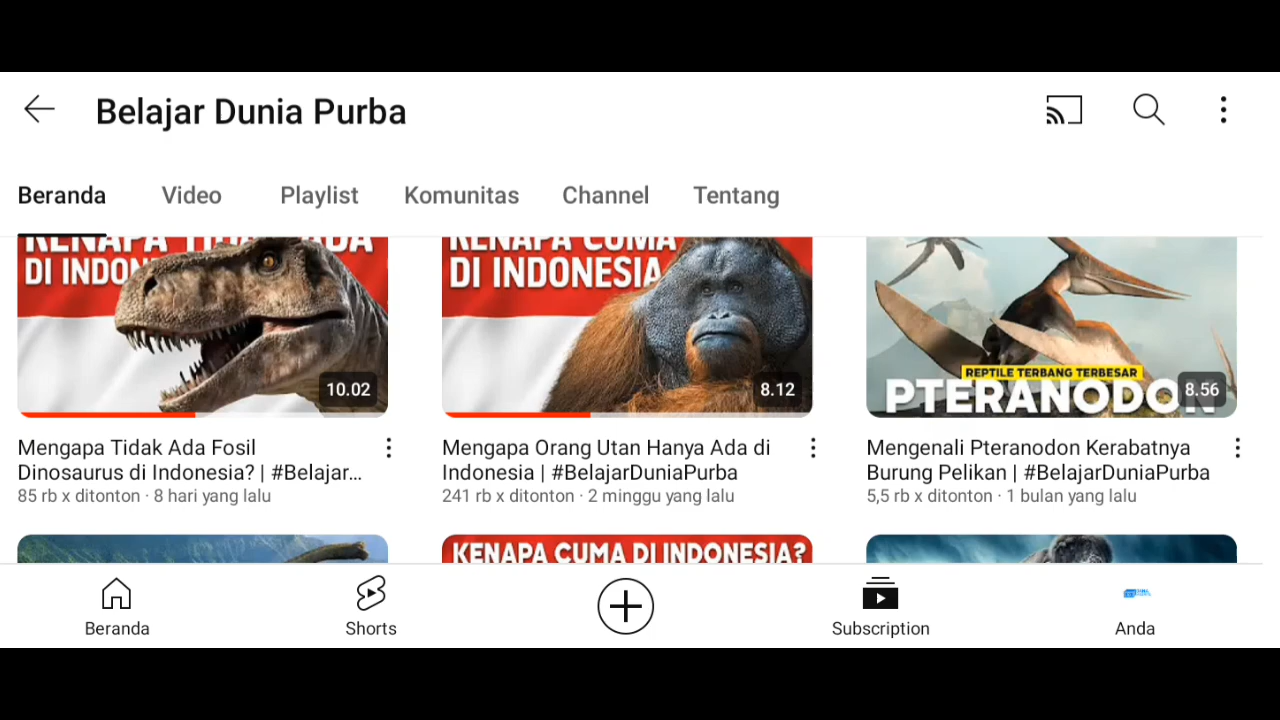 Belajar Dunia Purba
Beranda
Video
Playlist
Komunitas
Channel
Tentang
KENAPA TIDAK ADA
DI INDON
10.02
Mengapa Tidak Ada Fosil
Dinosaurus di Indonesia? | #Belajar...
85 rb x ditonton · 8 hari yang lalu
KENAPA CUMA
DI INDONESIA
8.12
Mengapa Orang Utan Hanya Ada di
Indonesia | #BelajarDuniaPurba
241 rb x ditonton · 2 minggu yang lalu
REPTILE TERBANG TERBESAR
PTERANODON
8.56
Mengenali Pteranodon Kerabatnya
Burung Pelikan | #BelajarDuniaPurba
5,5 rb x ditonton · 1 bulan yang lalu
KENAPA CUMA DI INDONESIA?
Beranda
Shorts
Subscription
Anda